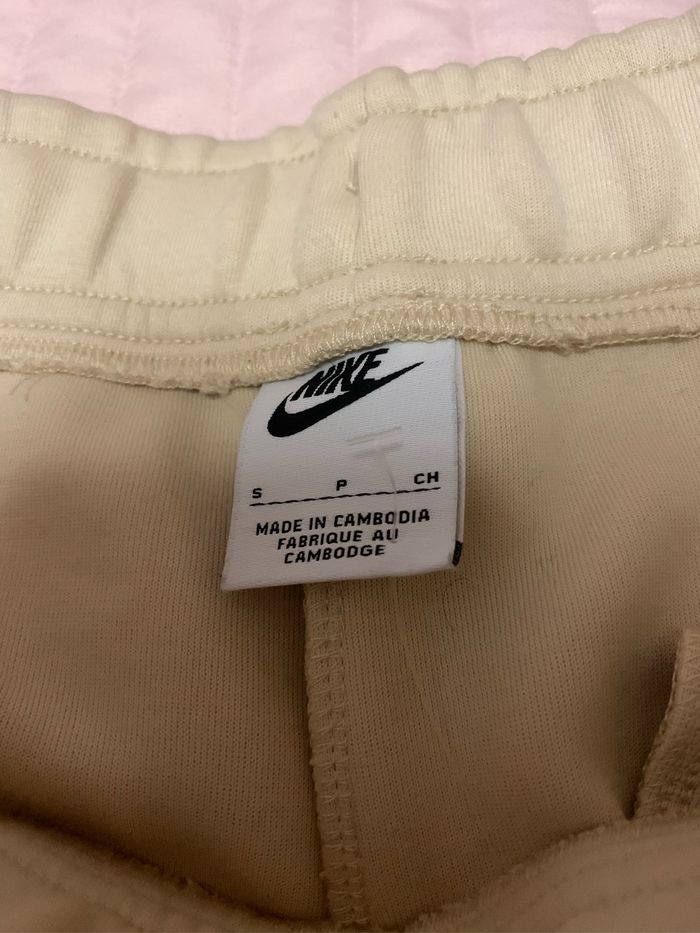 NIKE
S P CH
MADE IN CAMBODIA
FABRIQUE AU
CAMBODGE